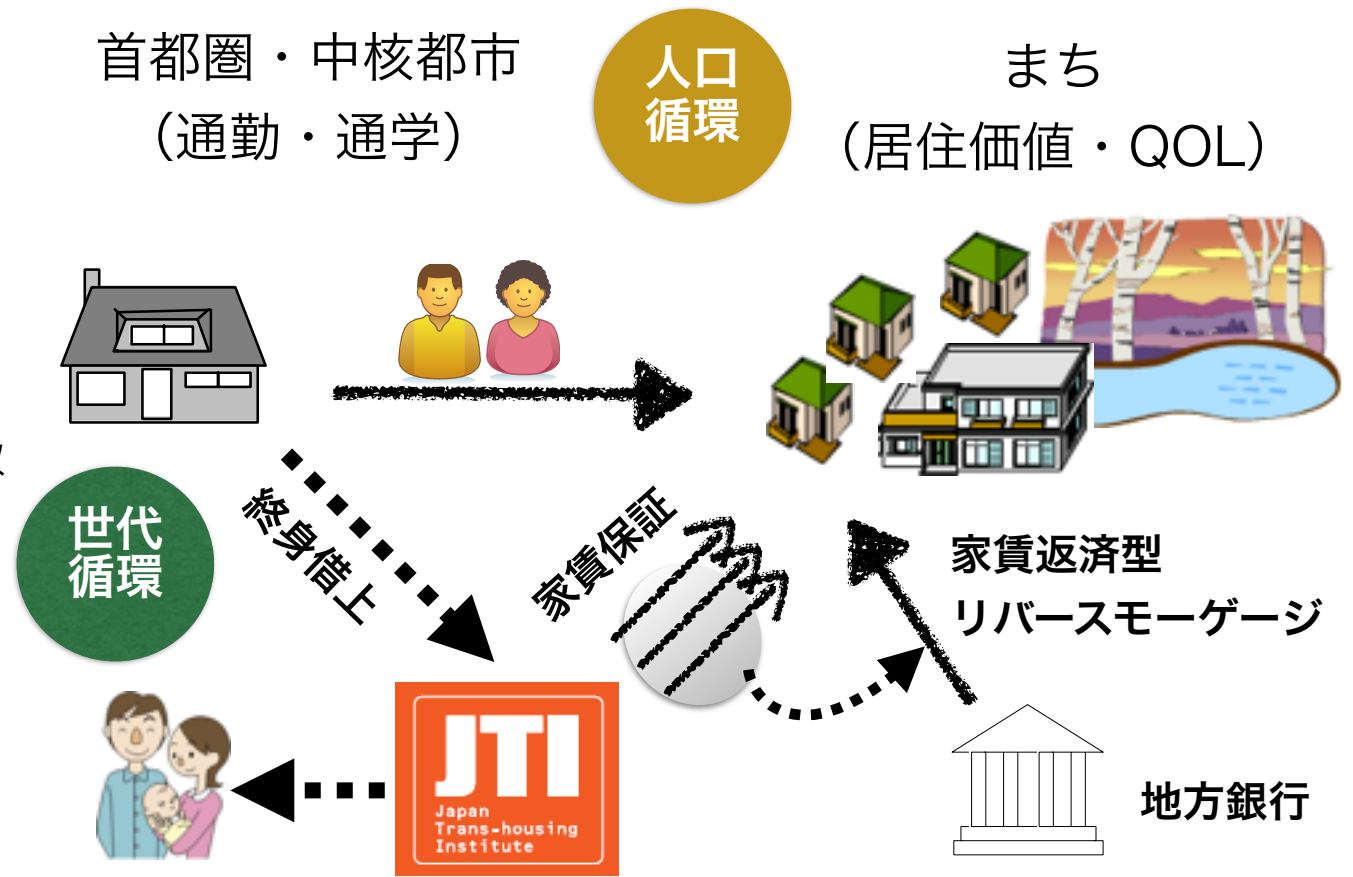 首都圏・中核都市
（通勤・通学）
人口
循環
まち
（居住価値・QOL）
世代
循環
終身借上
家賃保証
家賃返済型
リバースモーゲージ
JTI
Japan
Trans-housing
Institute
地方銀行